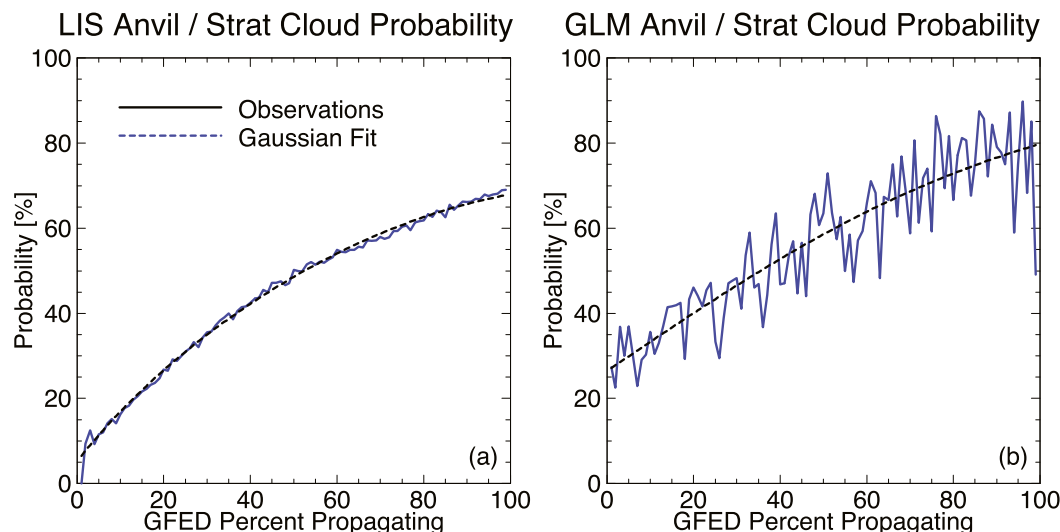 LIS Anvil / Strat Cloud Probability
GLM Anvil / Strat Cloud Probability
100
80
60
40
20
0
Probability [%]
Observations
Gaussian Fit
(a)
0 20 40 60 80 100
GFED Percent Propagating
100
80
60
40
20
0
Probability [%]
(b)
0 20 40 60 80 100
GFED Percent Propagating